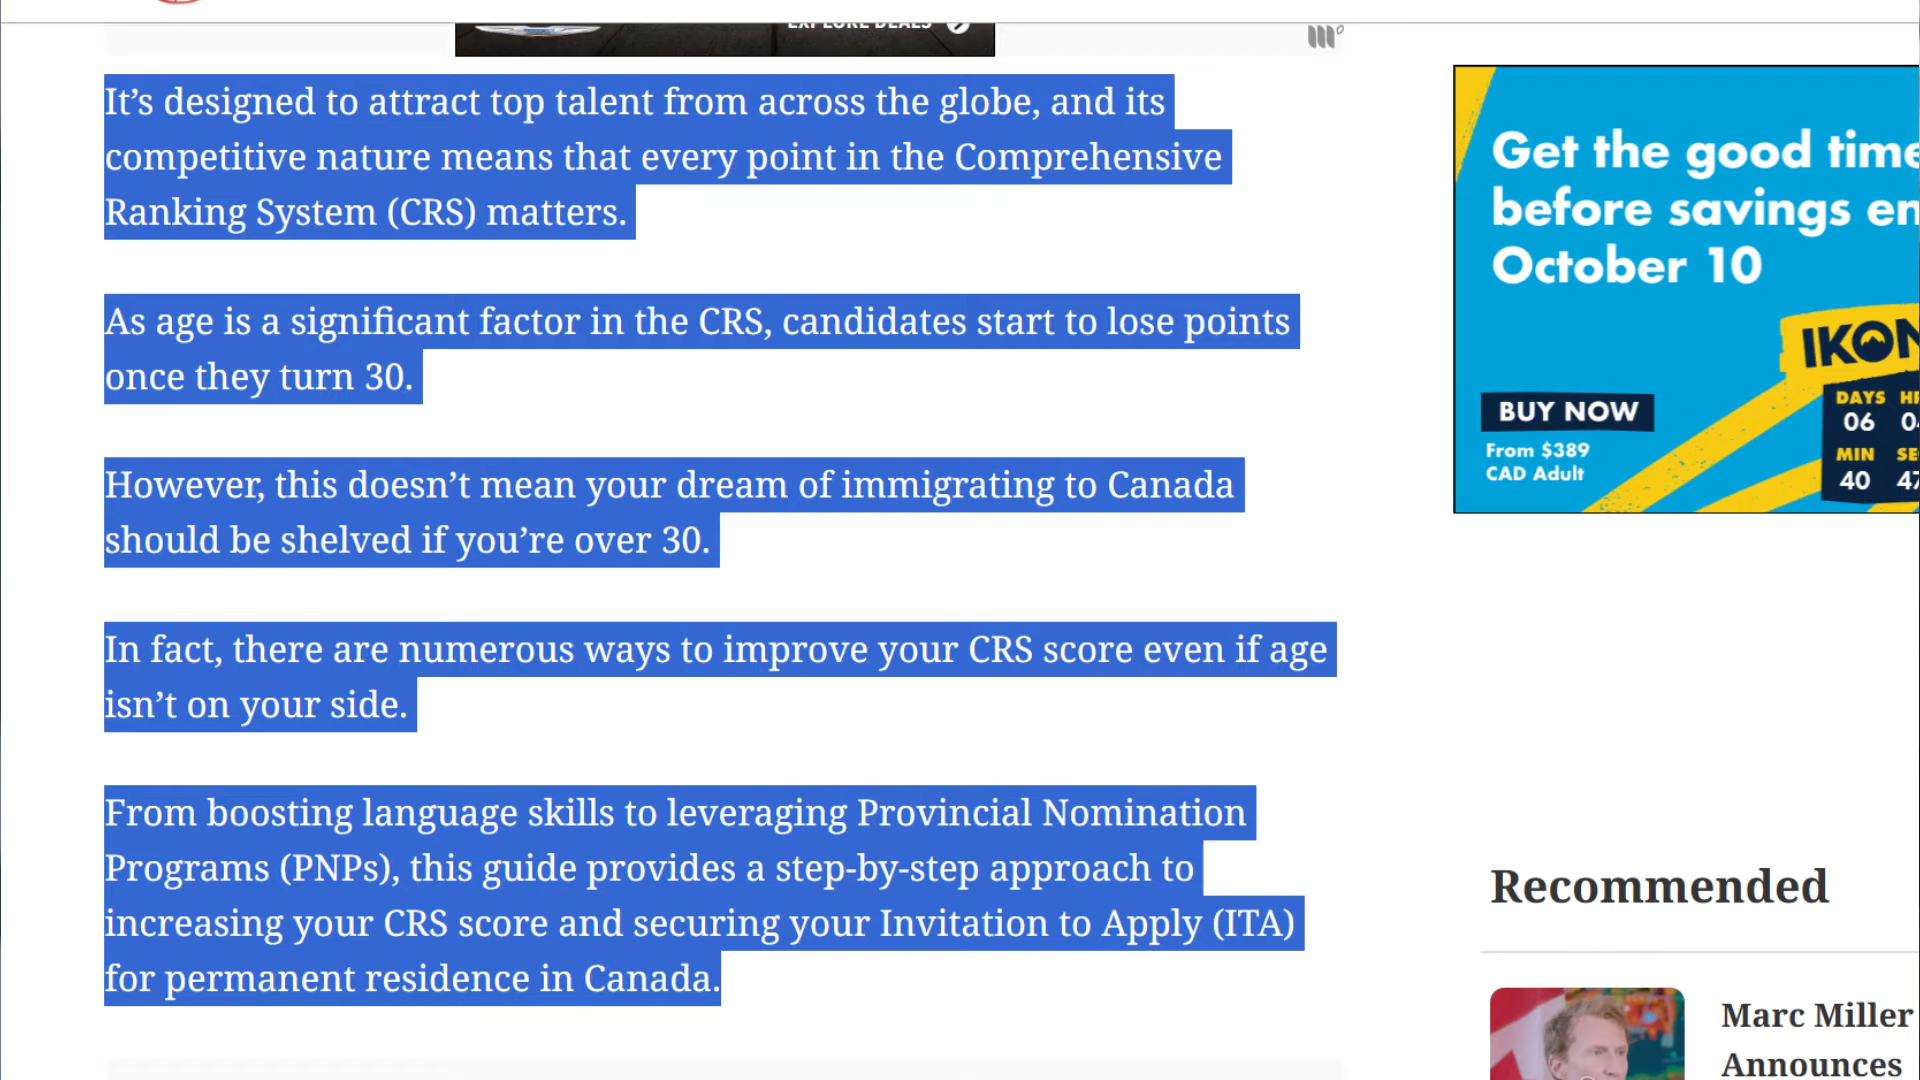 EXPLORE DEALS
It’s designed to attract top talent from across the globe, and its
competitive nature means that every point in the Comprehensive
Ranking System (CRS) matters.
As age is a significant factor in the CRS, candidates start to lose points
once they turn 30.
However, this doesn’t mean your dream of immigrating to Canada
should be shelved if you’re over 30.
In fact, there are numerous ways to improve your CRS score even if age
isn’t on your side.
From boosting language skills to leveraging Provincial Nomination
Programs (PNPs), this guide provides a step-by-step approach to
increasing your CRS score and securing your Invitation to Apply (ITA)
for permanent residence in Canada.
Get the good time
before savings en
October 10
IKON
BUY NOW
From $389
CAD Adult
DAYS
06
MIN SE
40 47
Recommended
Marc Miller
Announces